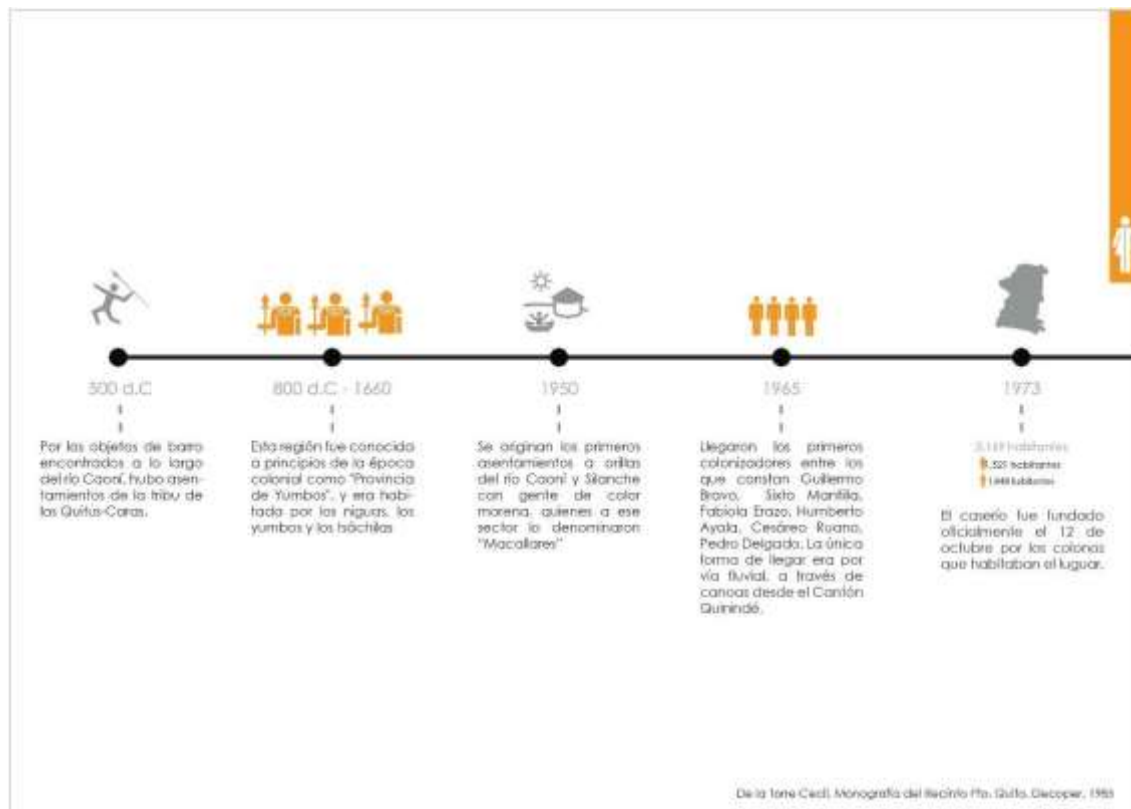 500 d.C
Por los objetos de barro
encontrados a lo largo
del río Caoní, hubo asen-
tamientos de la tribu de
los Quitus-Caras.
800 d.C - 1660
Esta región fue conocida
a principios de la época
colonial como "Provincia
de Yumbos", y era habi-
tada por los niguas, los
yumbos y los tsáchilas
1950
Se originan los primeros
asentamientos a orillas
del río Caoní y Silanche
con gente de color
morena, quienes a ese
sector lo denominaron
"Macallares"
1965
Llegaron los primeros
colonizadores entre los
que constan Guillermo
Bravo, Sixto Mantilla,
Fabiola Erazo, Humberto
Ayala, Cesáreo Ruano,
Pedro Delgado. La única
forma de llegar era por
vía fluvial, a través de
canoas desde el Cantón
Quinindé.
1973
habitantes
habitantes
habitantes
El caserío fue fundado
oficialmente el 12 de
octubre por los colonos
que habitaban el luguar.
De la Torre Cecil, Monografía del Recinto Pto. Quito, Gecoper, 1985